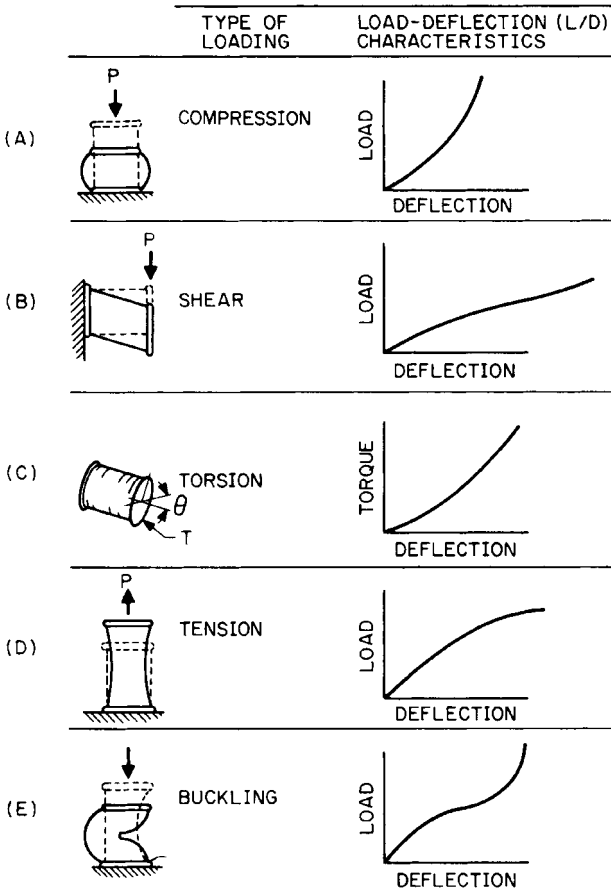 TYPE OF LOADING
LOAD-DEFLECTION (L/D) CHARACTERISTICS
(A)
P
COMPRESSION
LOAD
DEFLECTION
(B)
P
SHEAR
LOAD
DEFLECTION
(C)
θ
T
TORSION
TORQUE
DEFLECTION
(D)
P
TENSION
LOAD
DEFLECTION
(E)
BUCKLING
LOAD
DEFLECTION